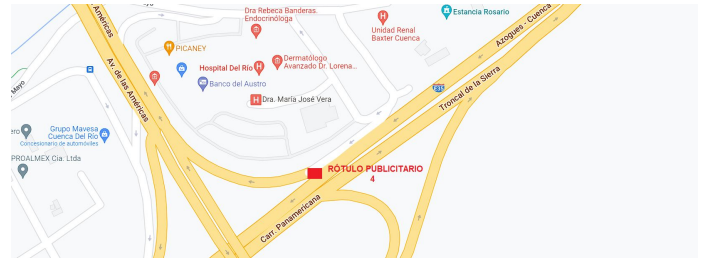 Américas
Dra Rebeca Banderas.
Endocrinóloga
Unidad Renal
Baxter Cuenca
Estancia Rosario
Azogues - Cuenca
PICANEY
Av. de las Américas
Hospital Del Río
Dermatólogo
Avanzado Dr. Lorena...
Banco del Austro
Dra. María José Vera
E35
Troncal de la Sierra
Mayo
Grupo Mavesa
Cuenca Del Río
Concesionario de automóviles
ero
PROALMEX Cia. Ltda
RÓTULO PUBLICITARIO
4
Carr. Panamericana